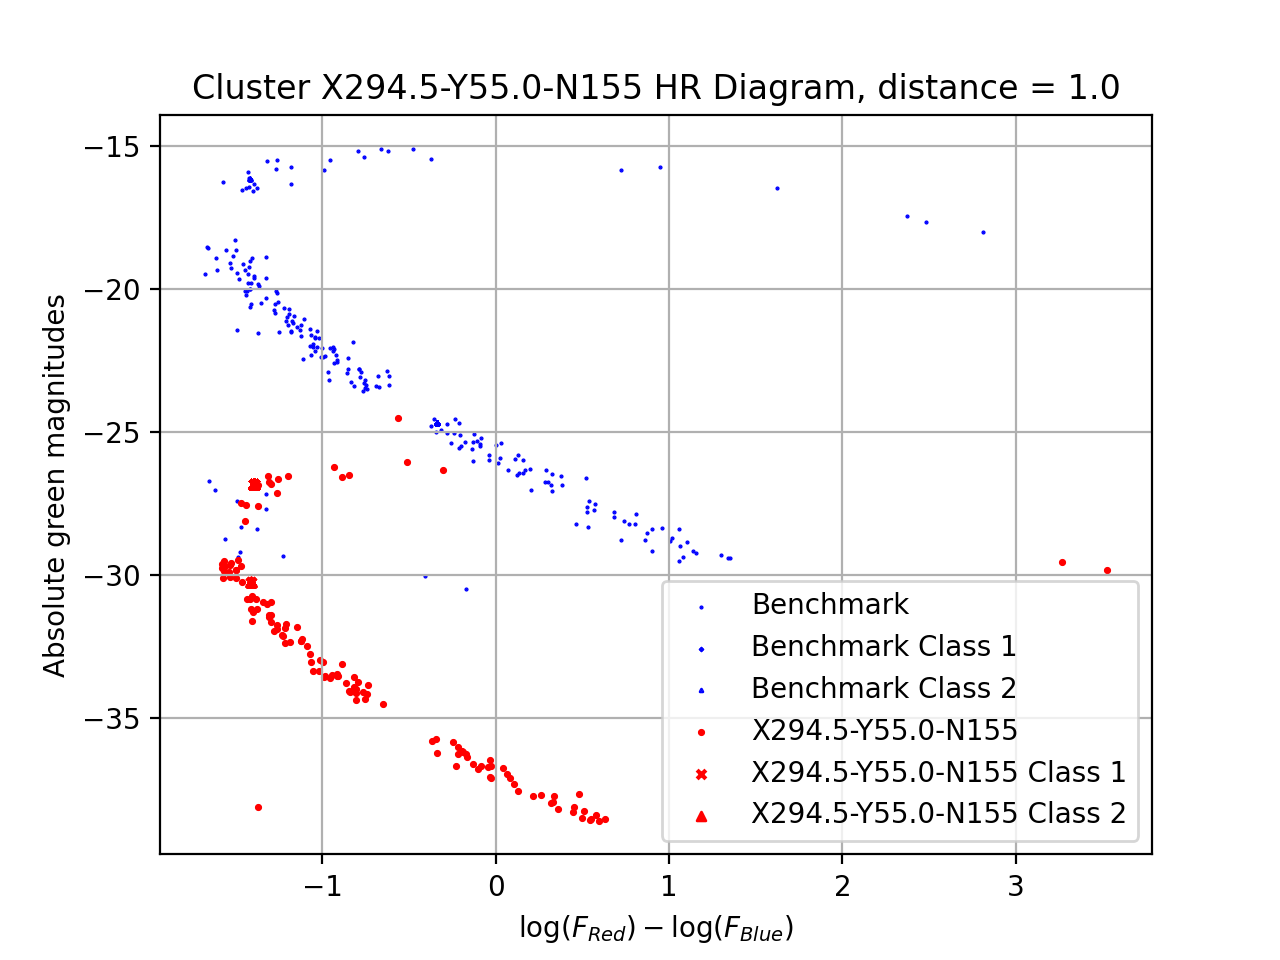 Cluster X294.5-Y55.0-N155 HR Diagram, distance = 1.0
Absolute green magnitudes
−15
−20
−25
−30
−35
Benchmark
Benchmark Class 1
Benchmark Class 2
X294.5-Y55.0-N155
X294.5-Y55.0-N155 Class 1
X294.5-Y55.0-N155 Class 2
−1 0 1 2 3
log(F_Red) − log(F_Blue)